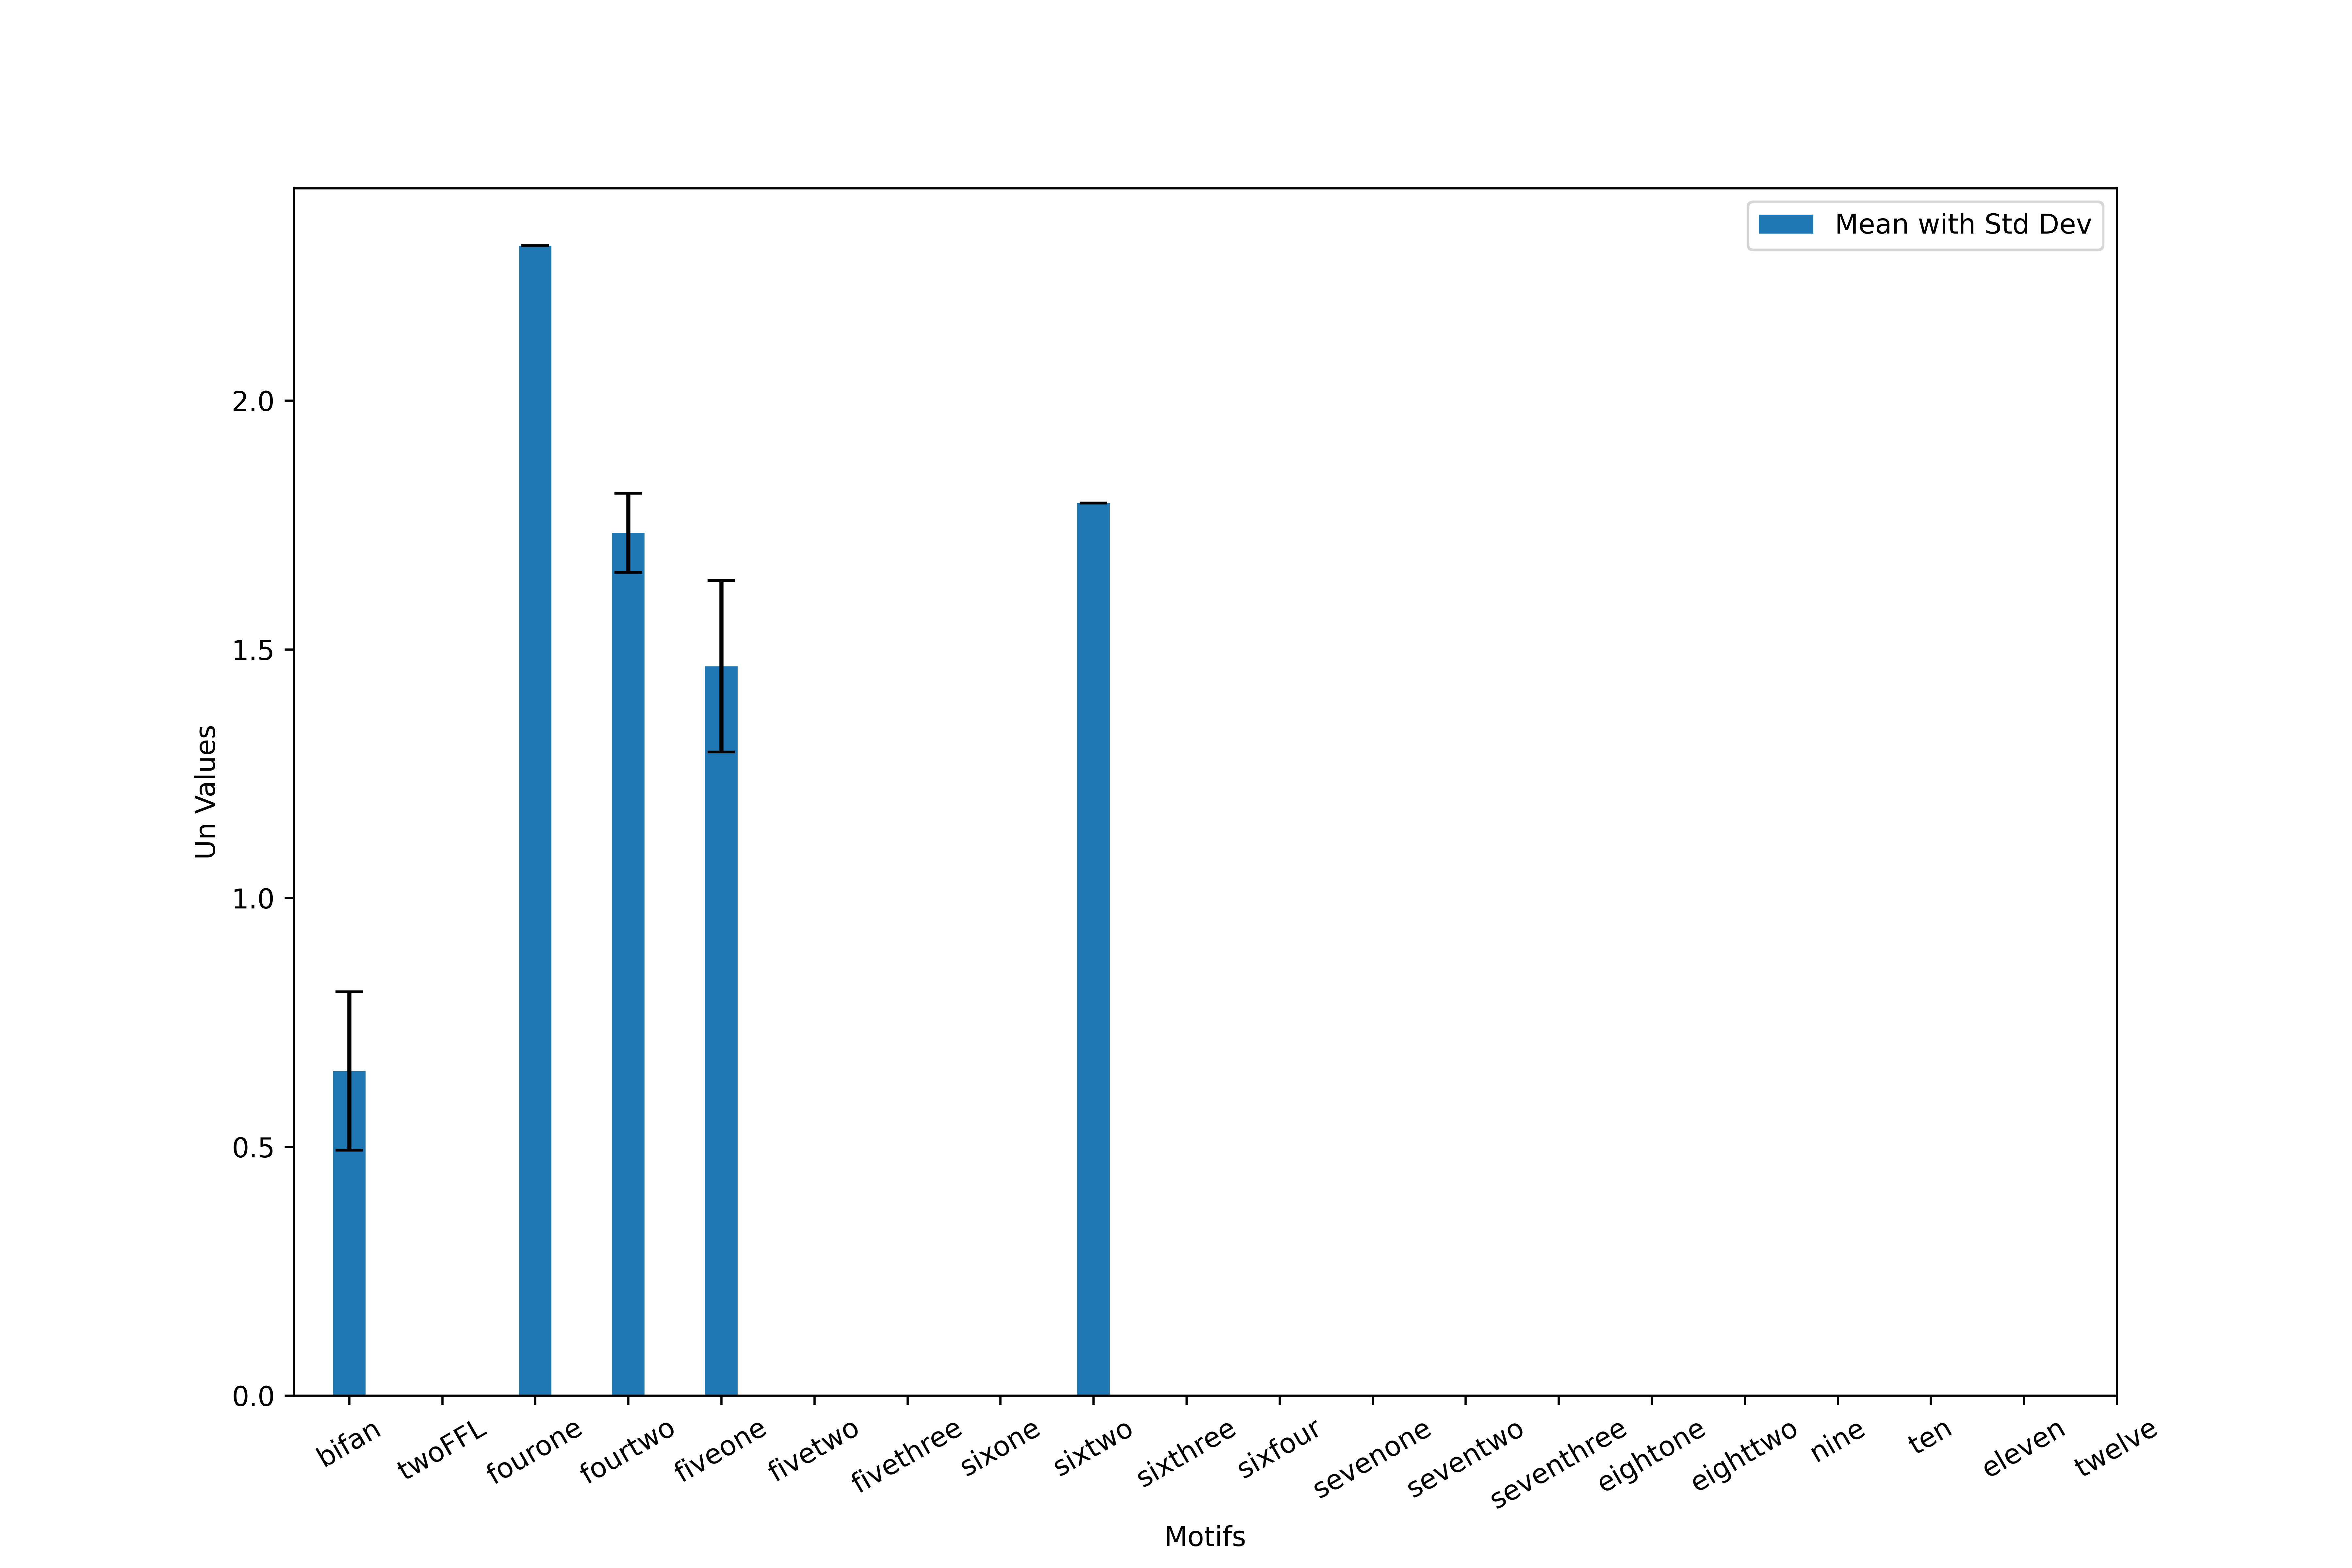 Mean with Std Dev
2.0
1.5
1.0
0.5
0.0
Un Values
bifan
twoFFL
fourone
fourtwo
fiveone
fivetwo
fivethree
sixone
sixtwo
sixthree
sixfour
sevenone
seventwo
seventhree
eightone
eighttwo
nine
ten
eleven
twelve
Motifs